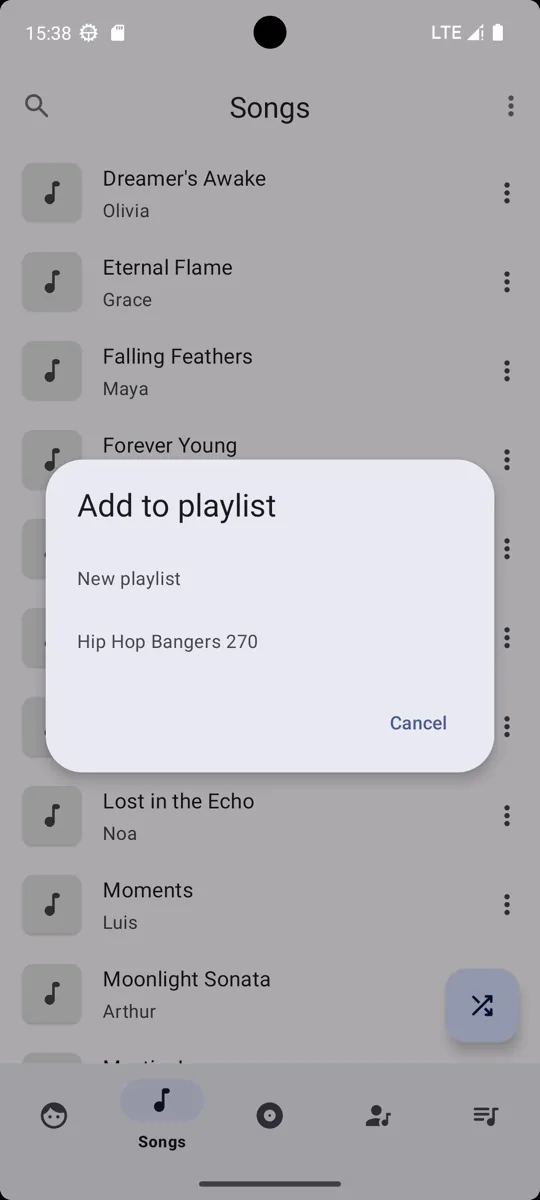 15:38
LTE
Songs
Dreamer's Awake
Olivia
Eternal Flame
Grace
Falling Feathers
Maya
Forever Young
Add to playlist
New playlist
Hip Hop Bangers 270
Cancel
Lost in the Echo
Noa
Moments
Luis
Moonlight Sonata
Arthur
Songs